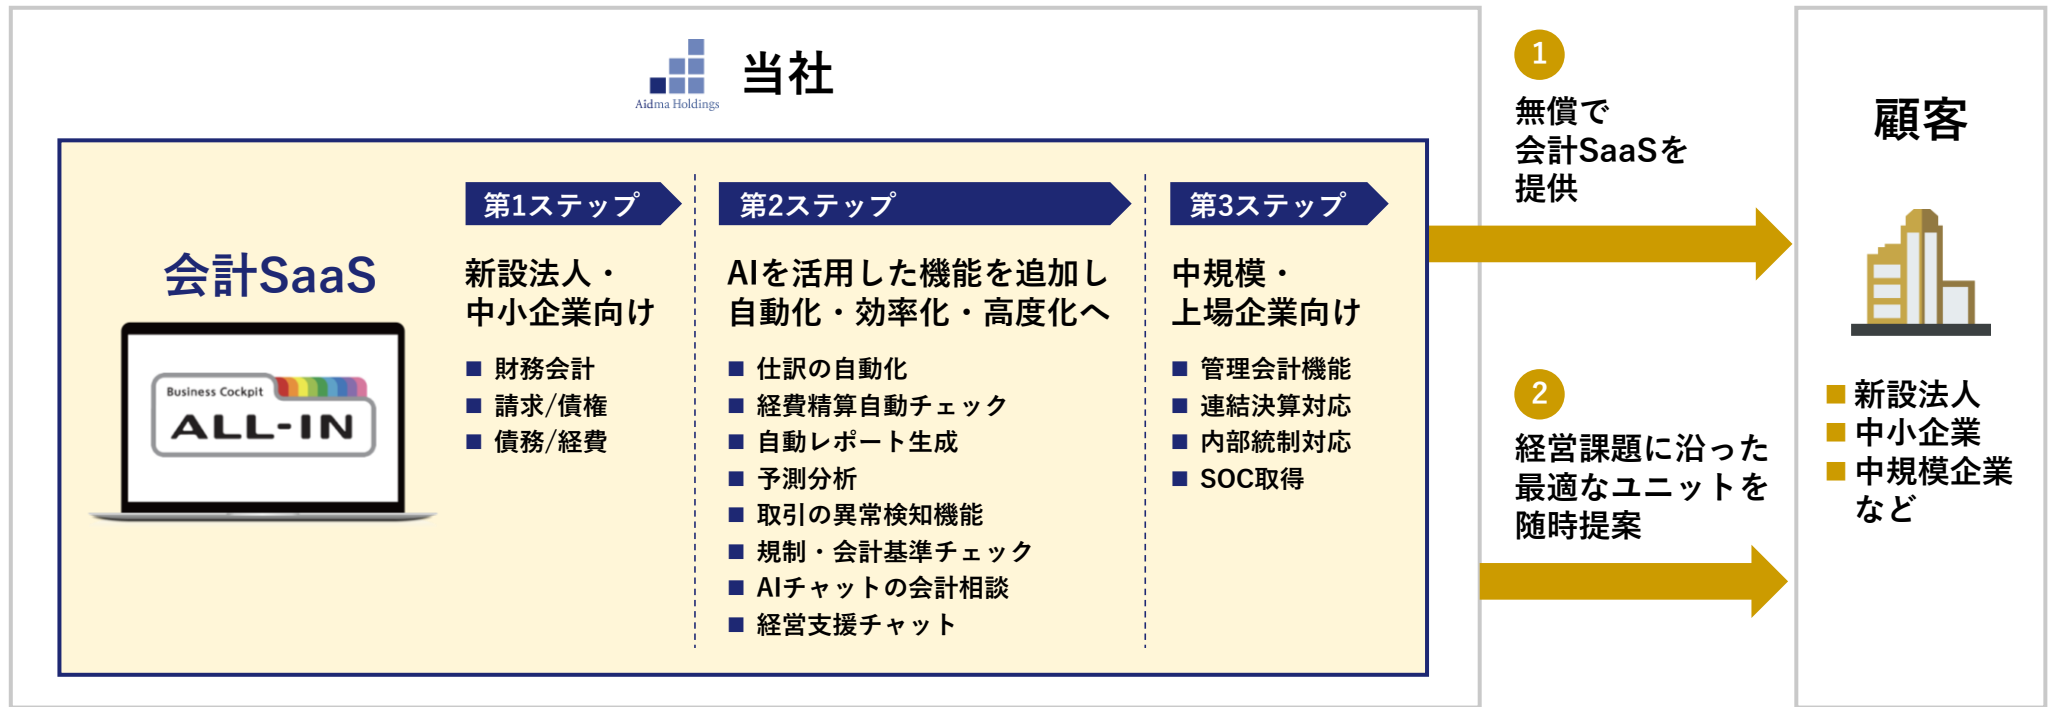 Aidma Holdings
当社
会計SaaS
Business Cockpit
ALL-IN
第1ステップ
新設法人・
中小企業向け
■ 財務会計
■ 請求/債権
■ 債務/経費
第2ステップ
AIを活用した機能を追加し
自動化・効率化・高度化へ
■ 仕訳の自動化
■ 経費精算自動チェック
■ 自動レポート生成
■ 予測分析
■ 取引の異常検知機能
■ 規制・会計基準チェック
■ AIチャットの会計相談
■ 経営支援チャット
第3ステップ
中規模・
上場企業向け
■ 管理会計機能
■ 連結決算対応
■ 内部統制対応
■ SOC取得
1
無償で
会計SaaSを
提供
2
経営課題に沿った
最適なユニットを
随時提案
顧客
■ 新設法人
■ 中小企業
■ 中規模企業
など